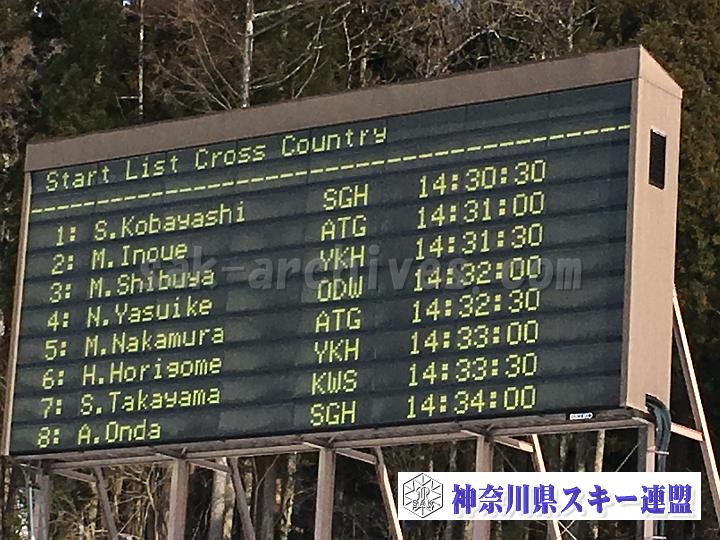 Start List Cross Country
1: S.Kobayashi SGH 14:30:30
2: M.Inoue ATG 14:31:00
3: M.Shibuya YKH 14:31:30
4: N.Yasuike ODW 14:32:00
5: M.Nakamura ATG 14:32:30
6: H.Horigome YKH 14:33:00
7: S.Takayama KWS 14:33:30
8: A.Onda SGH 14:34:00
sak-archives.com
神奈川県スキー連盟